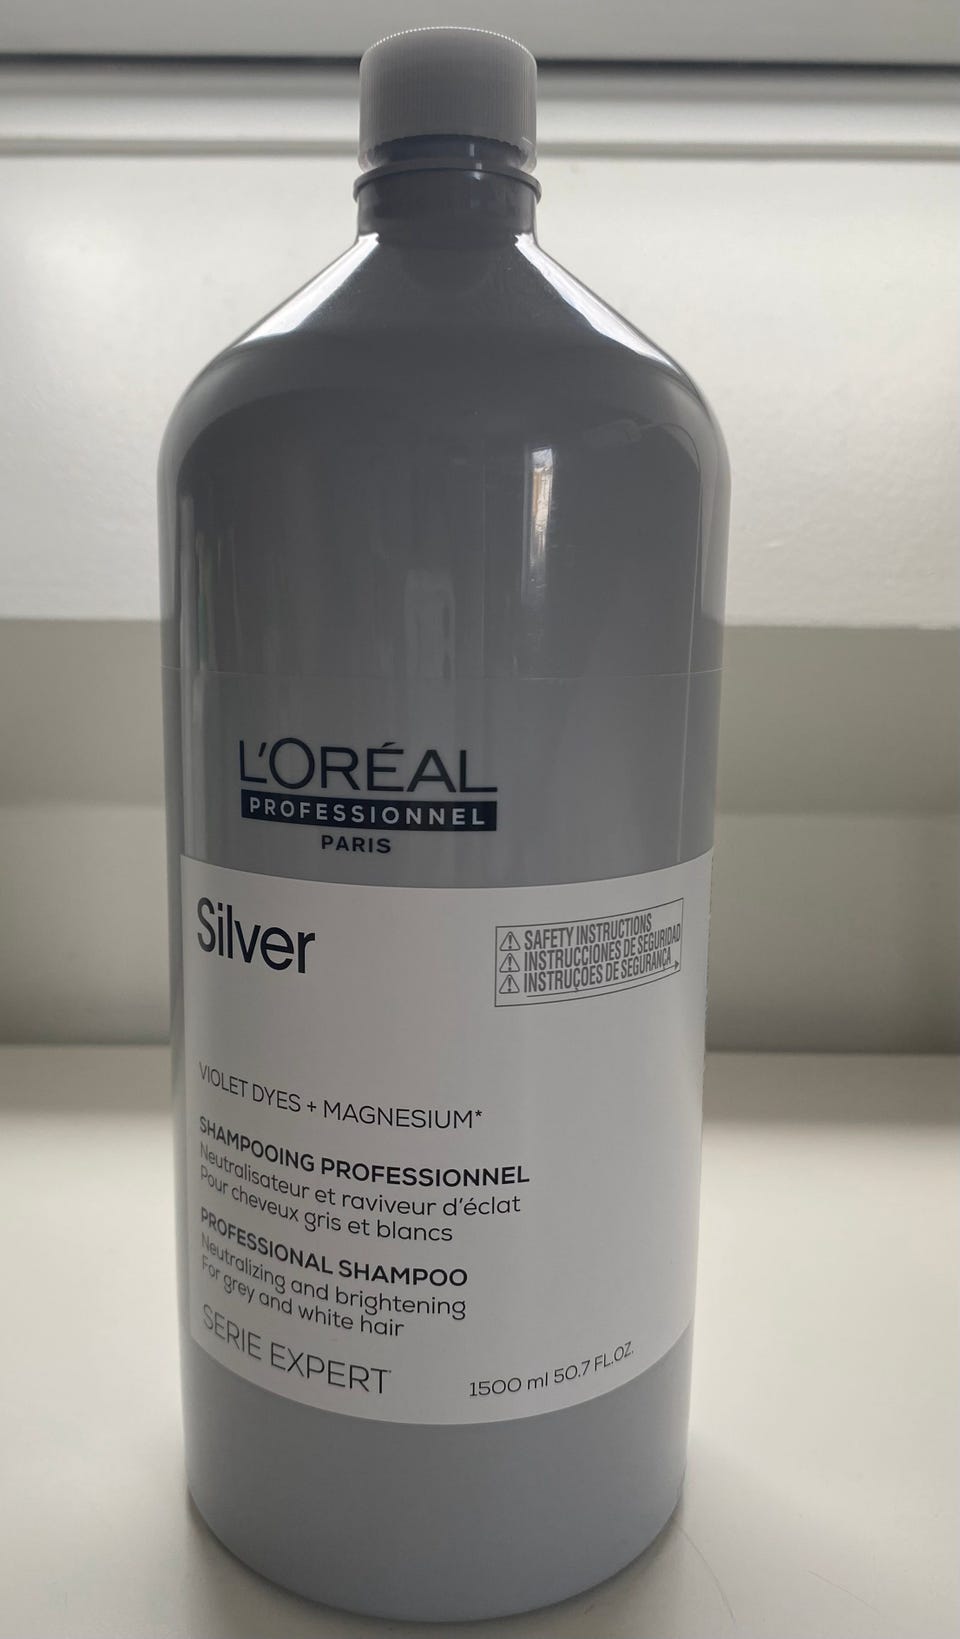 L'ORÉAL
PROFESSIONNEL
PARIS
Silver
⚠ SAFETY INSTRUCTIONS
⚠ INSTRUCCIONES DE SEGURIDAD
⚠ INSTRUÇOES DE SEGURANÇA
VIOLET DYES + MAGNESIUM*
SHAMPOOING PROFESSIONNEL
Neutralisateur et raviveur d'éclat
Pour cheveux gris et blancs
PROFESSIONAL SHAMPOO
Neutralizing and brightening
For grey and white hair
SERIE EXPERT
1500 ml 50.7 FL.OZ.